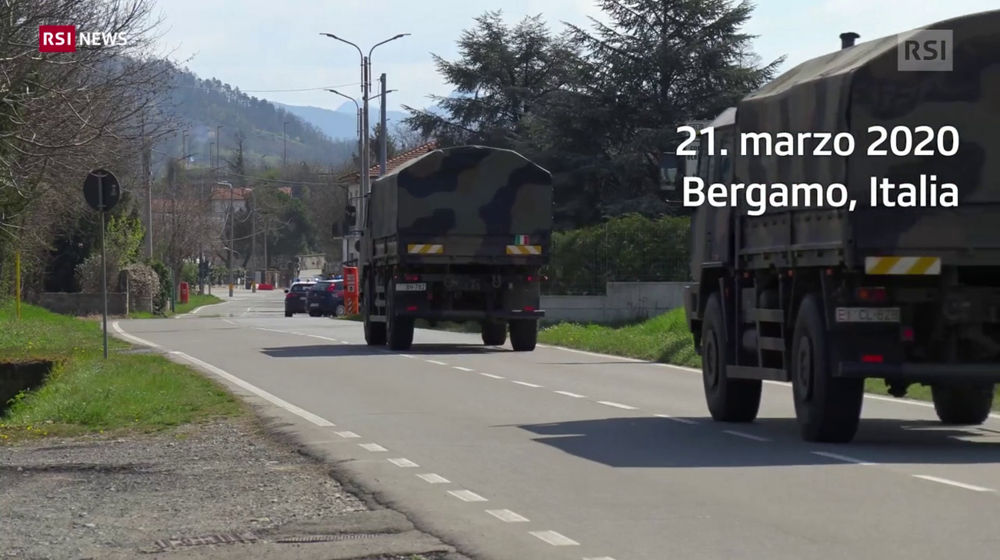 RSI NEWS
RSI
21. marzo 2020
Bergamo, Italia